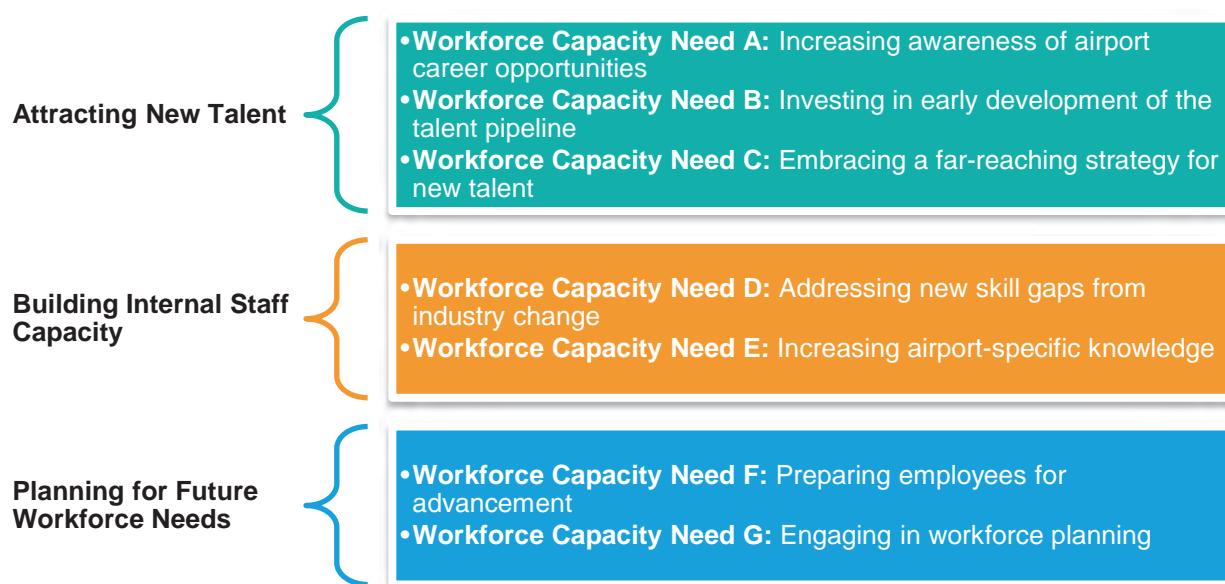 Attracting New Talent
•Workforce Capacity Need A: Increasing awareness of airport
career opportunities
•Workforce Capacity Need B: Investing in early development of the
talent pipeline
•Workforce Capacity Need C: Embracing a far-reaching strategy for
new talent
Building Internal Staff
Capacity
•Workforce Capacity Need D: Addressing new skill gaps from
industry change
•Workforce Capacity Need E: Increasing airport-specific knowledge
Planning for Future
Workforce Needs
•Workforce Capacity Need F: Preparing employees for
advancement
•Workforce Capacity Need G: Engaging in workforce planning